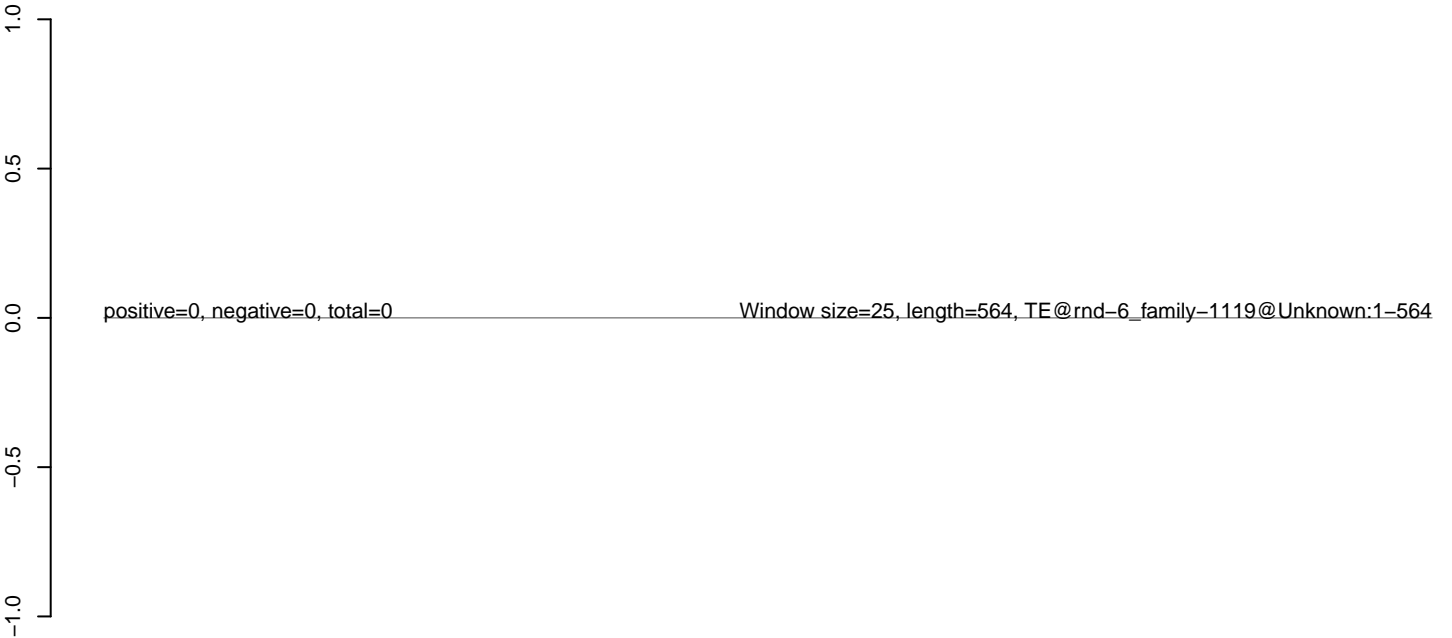 1.0
0.5
0.0
−0.5
−1.0
positive=0, negative=0, total=0
Window size=25, length=564, TE@rnd−6_family−1119@Unknown:1−564